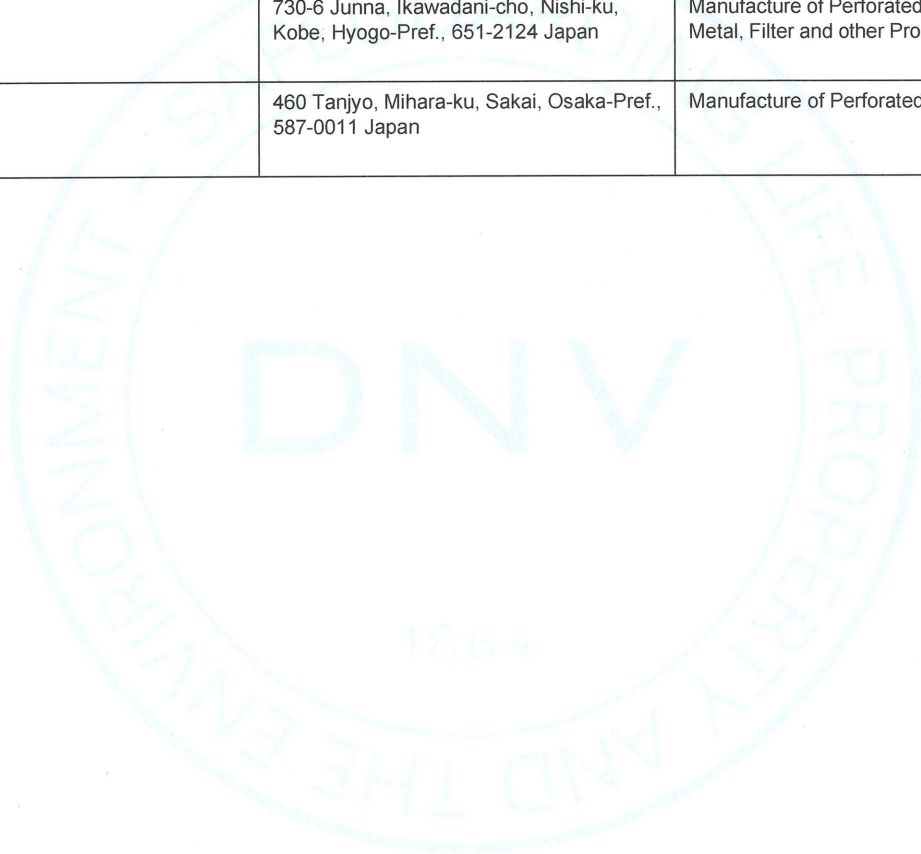 730-6 Junna, Ikawadani-cho, Nishi-ku,
Kobe, Hyogo-Pref., 651-2124 Japan
Manufacture of Perforated
Metal, Filter and other Pro
460 Tanjyo, Mihara-ku, Sakai, Osaka-Pref.,
587-0011 Japan
Manufacture of Perforated
SAFEGUARDING LIFE, PROPERTY AND THE ENVIRONMENT –
DNV
1864